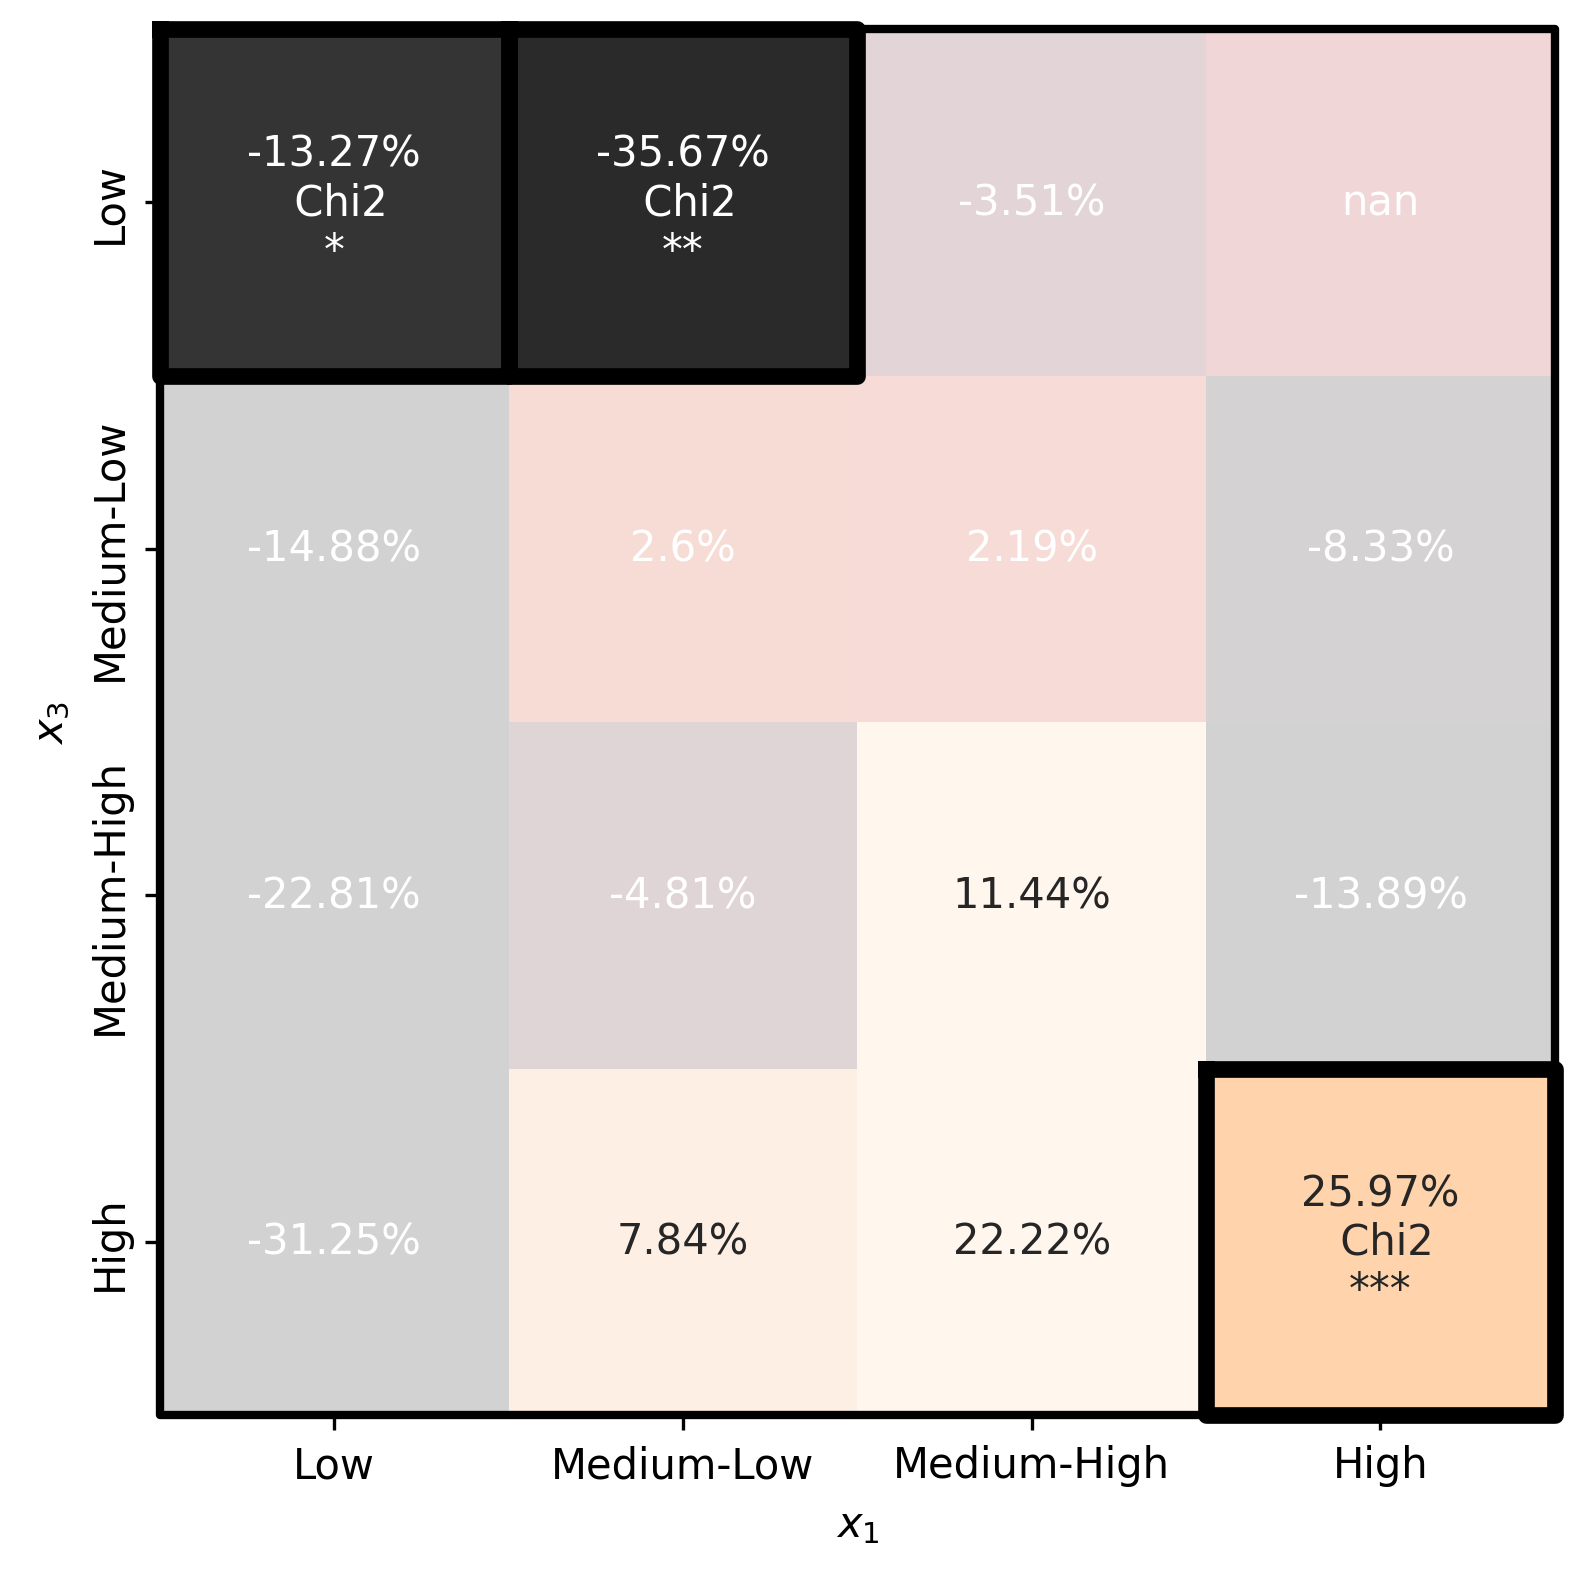 Low
-13.27%
Chi2
*
-35.67%
Chi2
**
-3.51%
nan
Medium-Low
-14.88%
2.6%
2.19%
-8.33%
x₃
Medium-High
-22.81%
-4.81%
11.44%
-13.89%
High
-31.25%
7.84%
22.22%
25.97%
Chi2
***
Low
Medium-Low
Medium-High
High
x₁